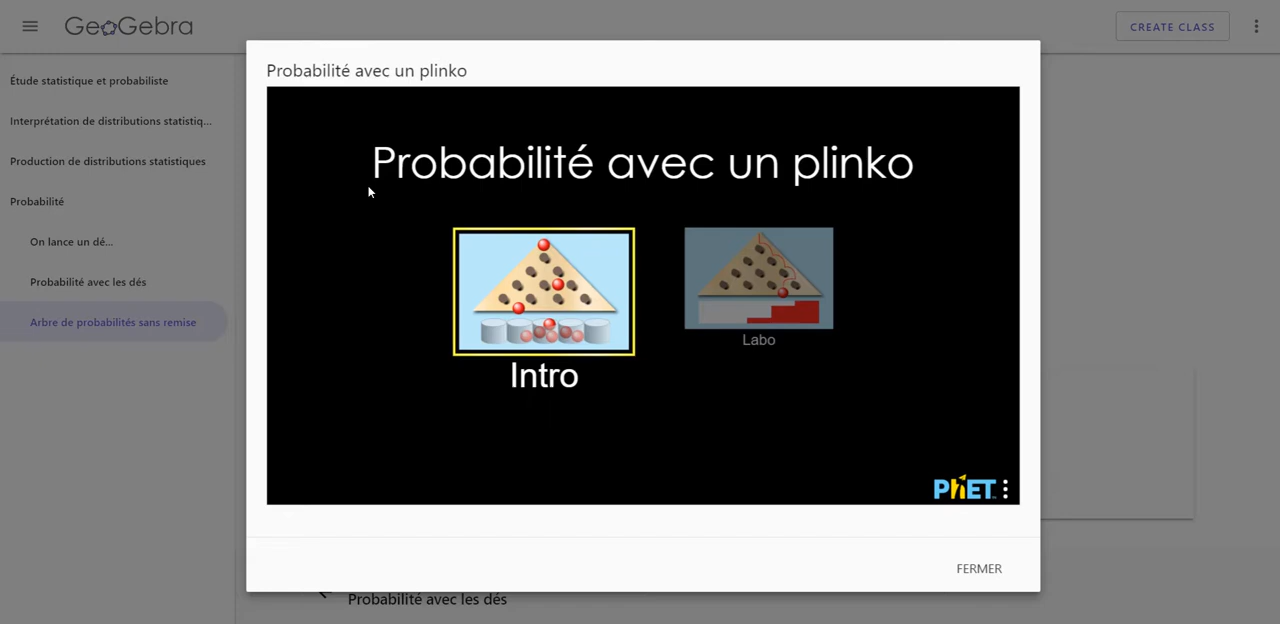 GeoGebra
CREATE CLASS
Étude statistique et probabiliste
Interprétation de distributions statistiq...
Production de distributions statistiques
Probabilité
On lance un dé...
Probabilité avec les dés
Arbre de probabilités sans remise
Probabilité avec un plinko
Probabilité avec un plinko
Intro
Labo
PhET
FERMER
Probabilité avec les dés